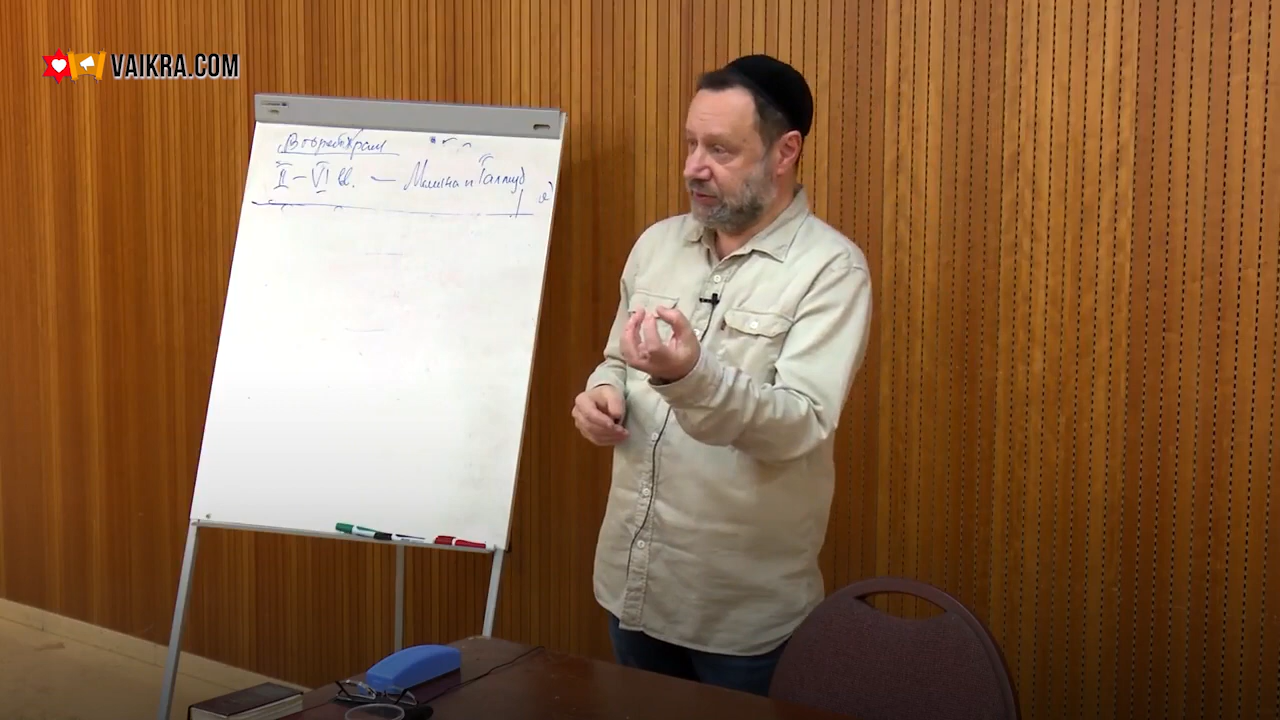 VAIKRA.COM
Второй Храм
II – VI вв. — Мишна и Талмуд